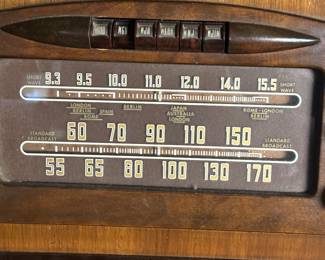 SHORT WAVE 9.3 9.5 10.0 11.0 12.0 14.0 15.5 SHORT WAVE
LONDON BERLIN ROME SPAIN BERLIN JAPAN AUSTRALIA LONDON ROME-LONDON BERLIN
60 70 90 110 150
STANDARD BROADCAST STANDARD BROADCAST
55 65 80 100 130 170